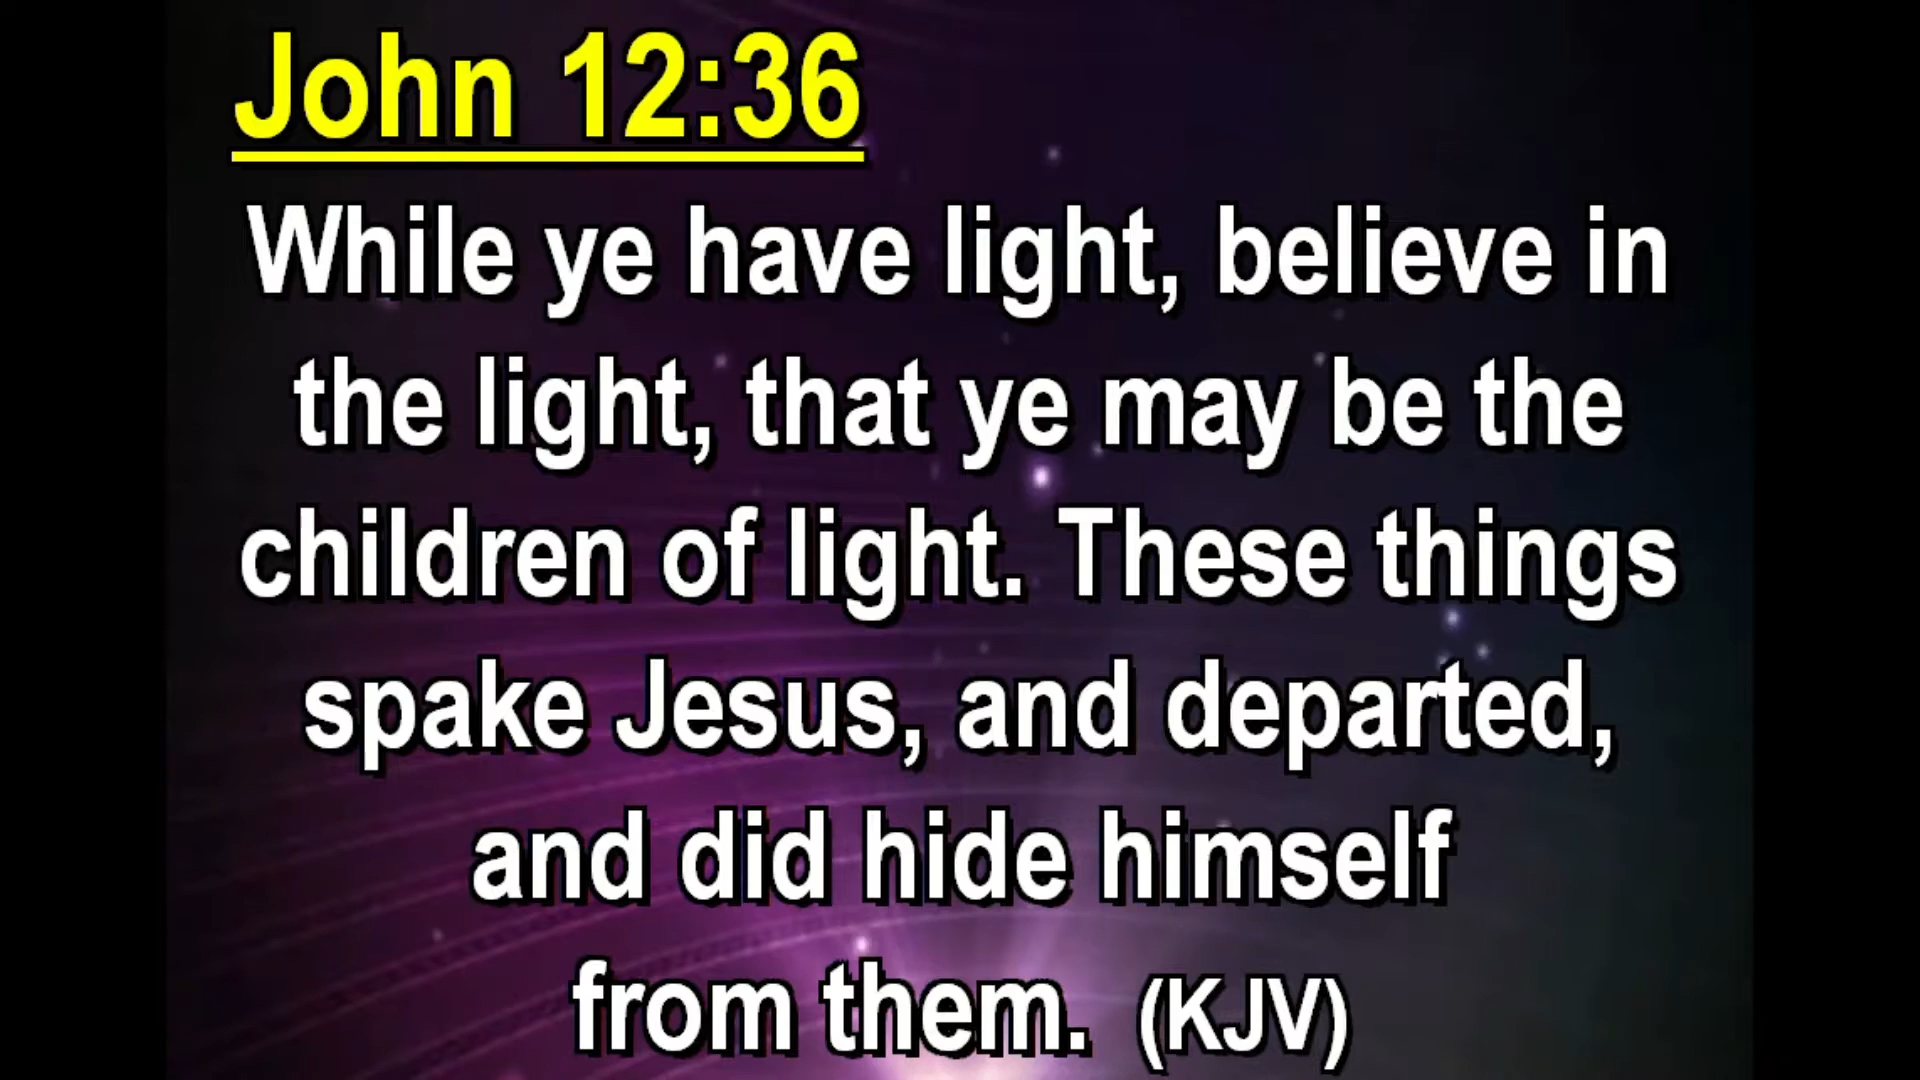 John 12:36
While ye have light, believe in
the light, that ye may be the
children of light. These things
spake Jesus, and departed,
and did hide himself
from them. (KJV)